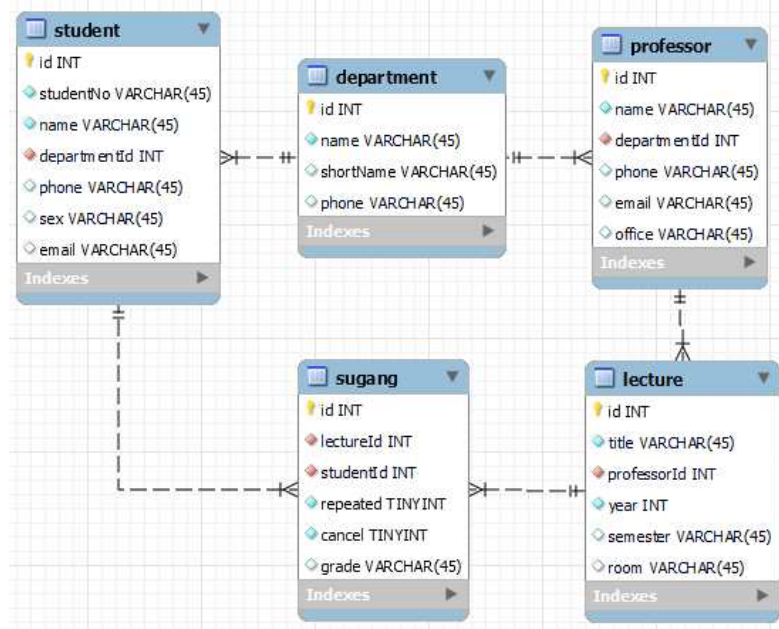 student
id INT
studentNo VARCHAR(45)
name VARCHAR(45)
departmentId INT
phone VARCHAR(45)
sex VARCHAR(45)
email VARCHAR(45)
Indexes
department
id INT
name VARCHAR(45)
shortName VARCHAR(45)
phone VARCHAR(45)
Indexes
professor
id INT
name VARCHAR(45)
departmentId INT
phone VARCHAR(45)
email VARCHAR(45)
office VARCHAR(45)
Indexes
sugang
id INT
lectureId INT
studentId INT
repeated TINYINT
cancel TINYINT
grade VARCHAR(45)
Indexes
lecture
id INT
title VARCHAR(45)
professorId INT
year INT
semester VARCHAR(45)
room VARCHAR(45)
Indexes